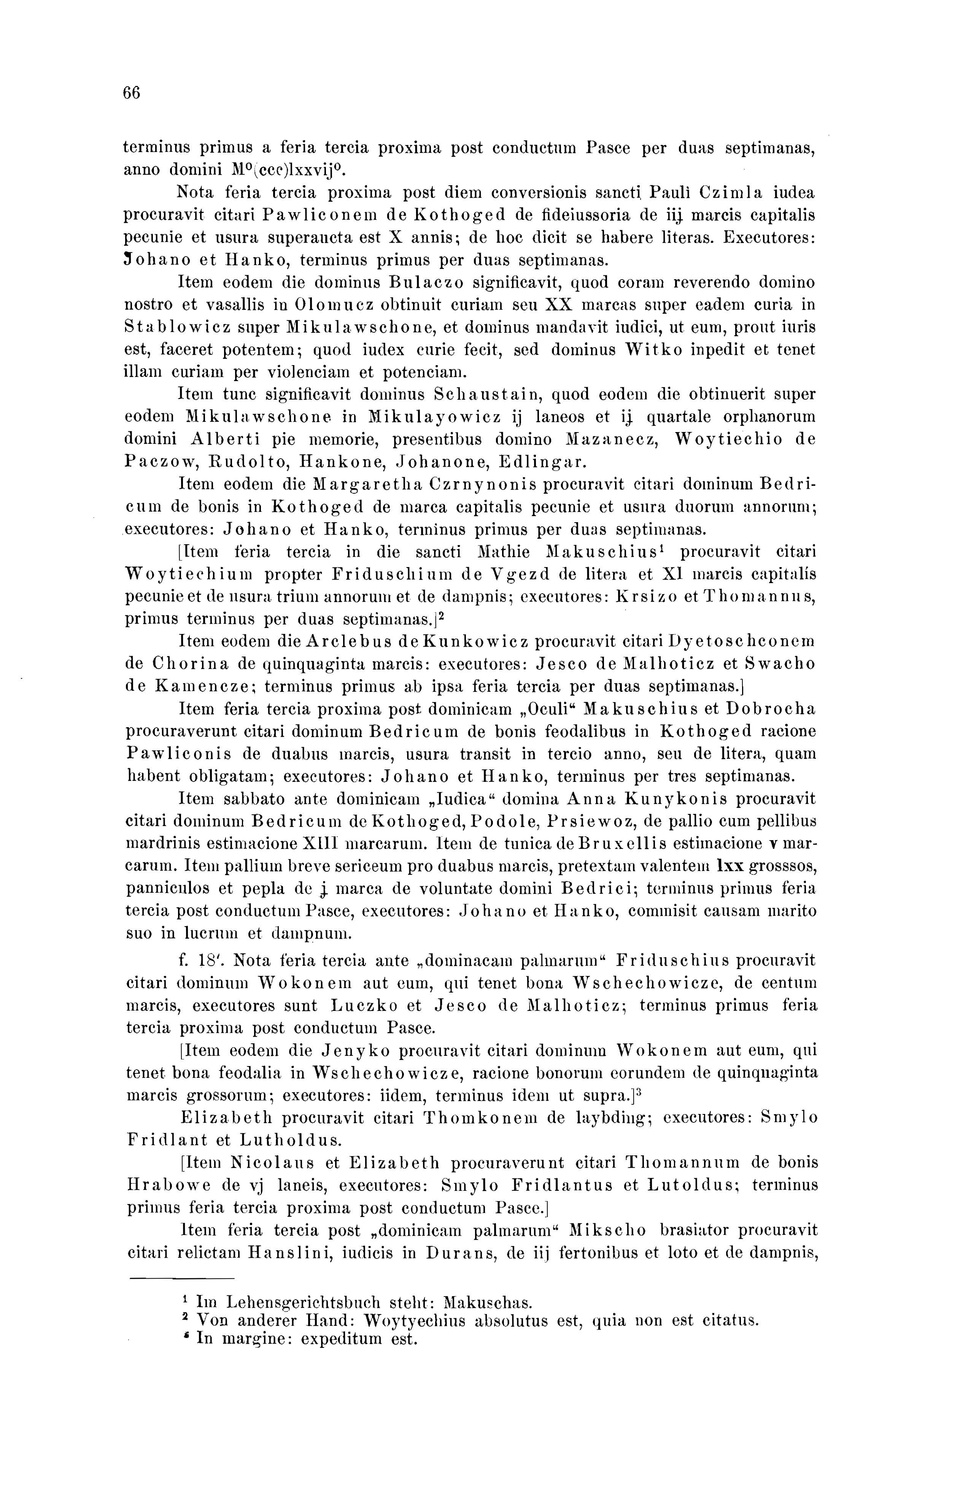 66
terminus primus a feria tercia proxima post conductum Pasce per duas septimanas,
anno domini M⁰(ccc)lxxvij⁰.
Nota feria tercia proxima post diem conversionis sancti Pauli Czimla iudea
procuravit citari Pawliconem de Kothoged de fideiussoria de iij marcis capitalis
pecunie et usura superaucta est X annis; de hoc dicit se habere literas. Executores:
Johano et Hanko, terminus primus per duas septimanas.
Item eodem die dominus Bulaczo significavit, quod coram reverendo domino
nostro et vasallis in Olomucz obtinuit curiam seu XX marcas super eadem curia in
Stablowicz super Mikulawschone, et dominus mandavit iudici, ut eum, prout iuris
est, faceret potentem; quod iudex curie fecit, sed dominus Witko inpedit et tenet
illam curiam per violenciam et potenciam.
Item tunc significavit dominus Schaustain, quod eodem die obtinuerit super
eodem Mikulawschone in Mikulayowicz ij laneos et ij quartale orphanorum
domini Alberti pie memorie, presentibus domino Mazanecz, Woytiechio de
Paczow, Rudolto, Hankone, Johanone, Edlingar.
Item eodem die Margaretha Czrnynonis procuravit citari dominum Bedri-
cum de bonis in Kothoged de marca capitalis pecunie et usura duorum annorum;
executores: Johano et Hanko, terminus primus per duas septimanas.
[Item feria tercia in die sancti Mathie Makuschius¹ procuravit citari
Woytiechium propter Friduschium de Vgezd de litera et XI marcis capitalis
pecunie et de usura trium annorum et de dampnis; executores: Krsizo et Thomannus,
primus terminus per duas septimanas.]²
Item eodem die Arclebus de Kunkowicz procuravit citari Dyetoschconem
de Chorina de quinquaginta marcis: executores: Jesco de Malhoticz et Swacho
de Kamencze; terminus primus ab ipsa feria tercia per duas septimanas.]
Item feria tercia proxima post dominicam „Oculi“ Makuschius et Dobrocha
procuraverunt citari dominum Bedricum de bonis feodalibus in Kothoged racione
Pawliconis de duabus marcis, usura transit in tercio anno, seu de litera, quam
habent obligatam; executores: Johano et Hanko, terminus per tres septimanas.
Item sabbato ante dominicam „Iudica“ domina Anna Kunykonis procuravit
citari dominum Bedricum de Kothoged, Podole, Prsiewoz, de pallio cum pellibus
mardrinis estimacione XIII marcarum. Item de tunica de Bruxellis estimacione v mar-
carum. Item pallium breve sericeum pro duabus marcis, pretextam valentem lxx grosssos,
panniculos et pepla de j marca de voluntate domini Bedrici; terminus primus feria
tercia post conductum Pasce, executores: Johano et Hanko, commisit causam marito
suo in lucrum et dampnum.
f. 18′. Nota feria tercia ante „dominacam palmarum“ Friduschius procuravit
citari dominum Wokonem aut eum, qui tenet bona Wschechowicze, de centum
marcis, executores sunt Luczko et Jesco de Malhoticz; terminus primus feria
tercia proxima post conductum Pasce.
[Item eodem die Jenyko procuravit citari dominum Wokonem aut eum, qui
tenet bona feodalia in Wschechowicze, racione bonorum eorundem de quinquaginta
marcis grossorum; executores: iidem, terminus idem ut supra.]³
Elizabeth procuravit citari Thomkonem de laybding; executores: Smylo
Fridlant et Lutholdus.
[Item Nicolaus et Elizabeth procuraverunt citari Thomannum de bonis
Hrabowe de vj laneis, executores: Smylo Fridlantus et Lutoldus; terminus
primus feria tercia proxima post conductum Pasce.]
Item feria tercia post „dominicam palmarum“ Mikscho brasiator procuravit
citari relictam Hanslini, iudicis in Durans, de iij fertonibus et loto et de dampnis,
¹ Im Lehensgerichtsbuch steht: Makuschas.
² Von anderer Hand: Woytyechius absolutus est, quia non est citatus.
⁸ In margine: expeditum est.